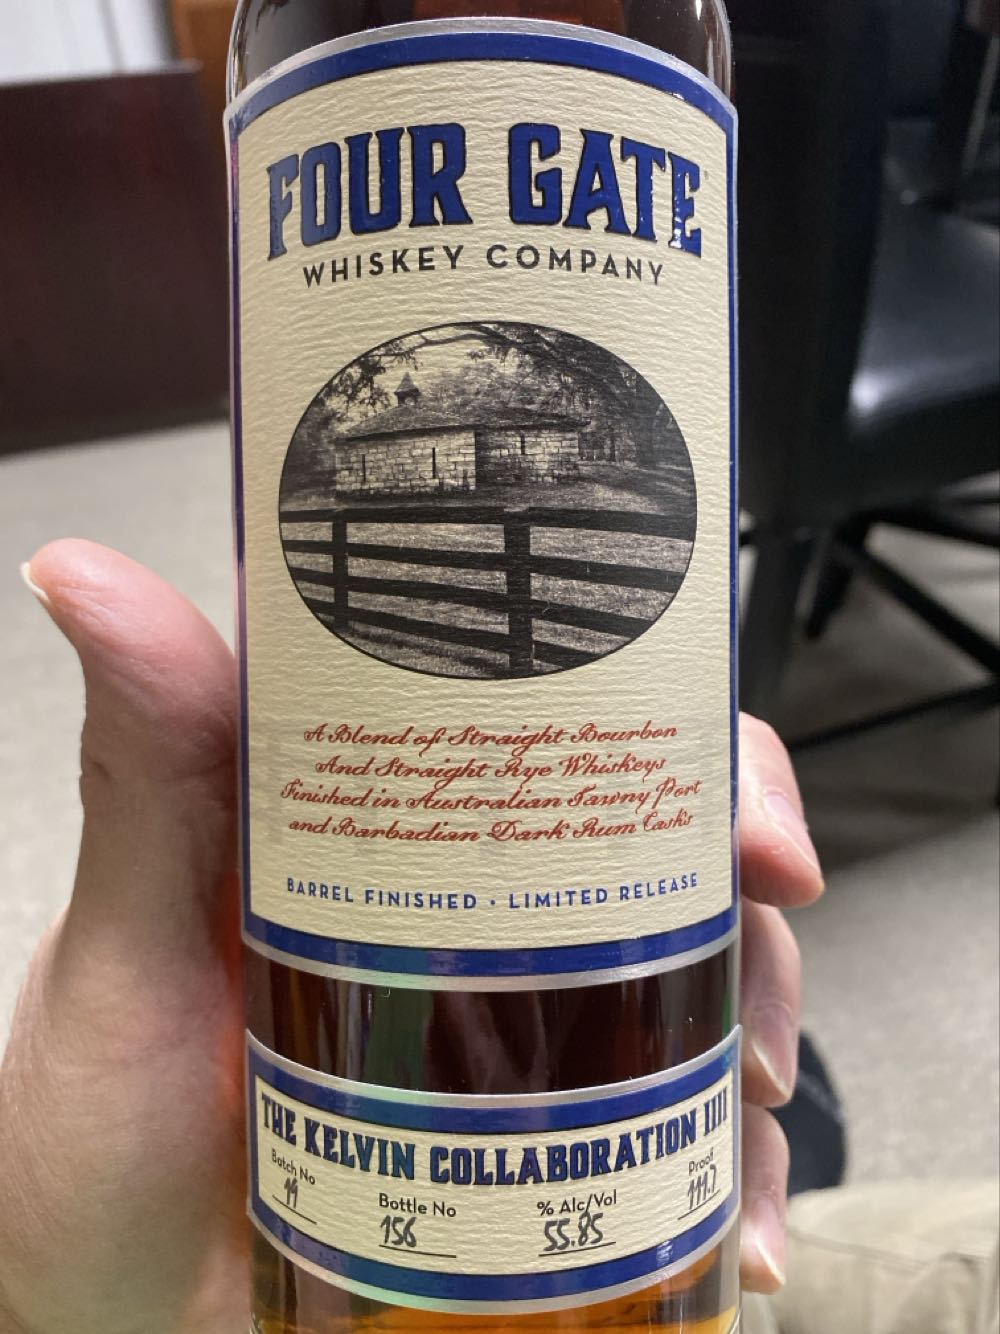 FOUR GATE
WHISKEY COMPANY
A Blend of Straight Bourbon
And Straight Rye Whiskeys
Finished in Australian Tawny Port
and Barbadian Dark Rum Casks
BARREL FINISHED • LIMITED RELEASE
THE KELVIN COLLABORATION IIII
Batch No Bottle No % Alc/Vol Proof
19 156 55.85 111.7